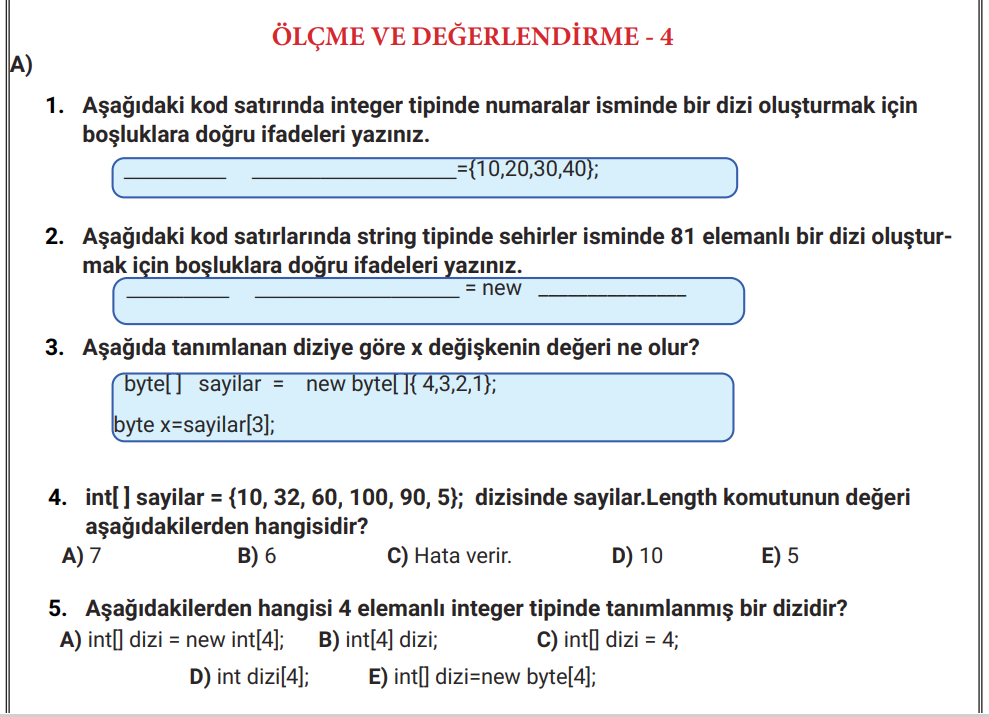 ÖLÇME VE DEĞERLENDİRME - 4
A)
1. Aşağıdaki kod satırında integer tipinde numaralar isminde bir dizi oluşturmak için
boşluklara doğru ifadeleri yazınız.
_________ __________________={10,20,30,40};
2. Aşağıdaki kod satırlarında string tipinde sehirler isminde 81 elemanlı bir dizi oluştur-
mak için boşluklara doğru ifadeleri yazınız.
_________ __________________ = new _____________
3. Aşağıda tanımlanan diziye göre x değişkenin değeri ne olur?
byte[ ] sayilar = new byte[ ]{ 4,3,2,1};
byte x=sayilar[3];
4. int[ ] sayilar = {10, 32, 60, 100, 90, 5}; dizisinde sayilar.Length komutunun değeri
aşağıdakilerden hangisidir?
A) 7 B) 6 C) Hata verir. D) 10 E) 5
5. Aşağıdakilerden hangisi 4 elemanlı integer tipinde tanımlanmış bir dizidir?
A) int[] dizi = new int[4]; B) int[4] dizi; C) int[] dizi = 4;
D) int dizi[4]; E) int[] dizi=new byte[4];